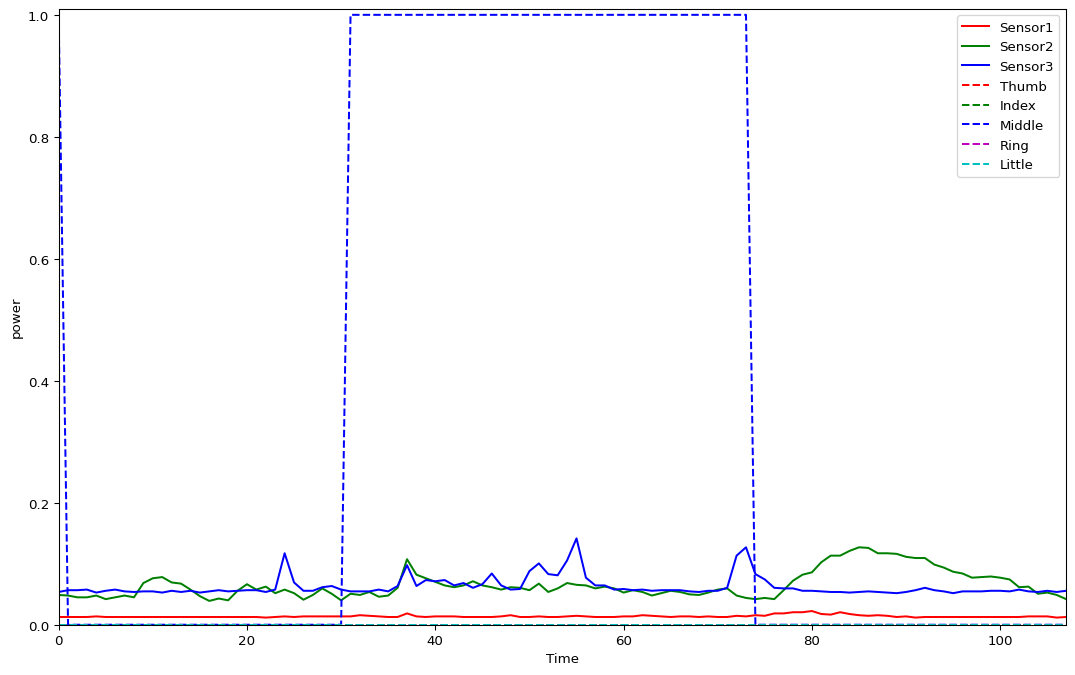 1.0
0.8
0.6
0.4
0.2
0.0
power
0
20
40
60
80
100
Time
Sensor1
Sensor2
Sensor3
Thumb
Index
Middle
Ring
Little